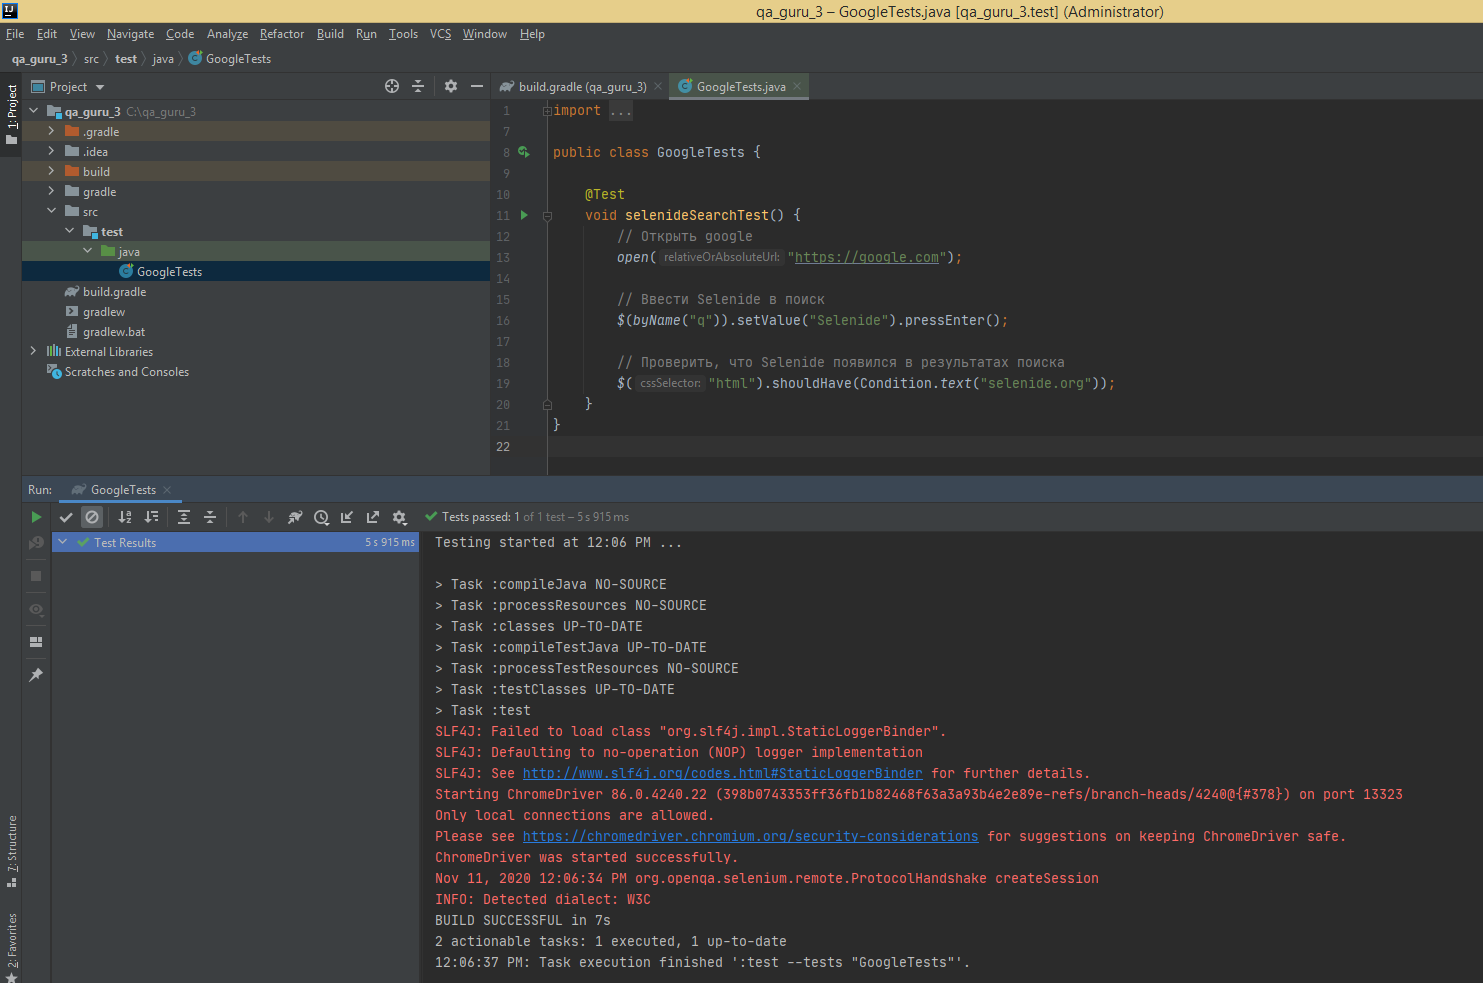 qa_guru_3 – GoogleTests.java [qa_guru_3.test] (Administrator)
File Edit View Navigate Code Analyze Refactor Build Run Tools VCS Window Help
qa_guru_3 src test java GoogleTests
Project
build.gradle (qa_guru_3)
GoogleTests.java
1: Project
qa_guru_3 C:\qa_guru_3
.gradle
.idea
build
gradle
src
test
java
GoogleTests
build.gradle
gradlew
gradlew.bat
External Libraries
Scratches and Consoles
1 import ...
7
8 public class GoogleTests {
9
10 @Test
11 void selenideSearchTest() {
12 // Открыть google
13 open( relativeOrAbsoluteUrl: "https://google.com");
14
15 // Ввести Selenide в поиск
16 $(byName("q")).setValue("Selenide").pressEnter();
17
18 // Проверить, что Selenide появился в результатах поиска
19 $( cssSelector: "html").shouldHave(Condition.text("selenide.org"));
20 }
21 }
22
Run: GoogleTests
Tests passed: 1 of 1 test – 5 s 915 ms
Test Results 5 s 915 ms
Testing started at 12:06 PM ...
> Task :compileJava NO-SOURCE
> Task :processResources NO-SOURCE
> Task :classes UP-TO-DATE
> Task :compileTestJava UP-TO-DATE
> Task :processTestResources NO-SOURCE
> Task :testClasses UP-TO-DATE
> Task :test
SLF4J: Failed to load class "org.slf4j.impl.StaticLoggerBinder".
SLF4J: Defaulting to no-operation (NOP) logger implementation
SLF4J: See http://www.slf4j.org/codes.html#StaticLoggerBinder for further details.
Starting ChromeDriver 86.0.4240.22 (398b0743353ff36fb1b82468f63a3a93b4e2e89e-refs/branch-heads/4240@{#378}) on port 13323
Only local connections are allowed.
Please see https://chromedriver.chromium.org/security-considerations for suggestions on keeping ChromeDriver safe.
ChromeDriver was started successfully.
Nov 11, 2020 12:06:34 PM org.openqa.selenium.remote.ProtocolHandshake createSession
INFO: Detected dialect: W3C
BUILD SUCCESSFUL in 7s
2 actionable tasks: 1 executed, 1 up-to-date
12:06:37 PM: Task execution finished ':test --tests "GoogleTests"'.
7: Structure
2: Favorites